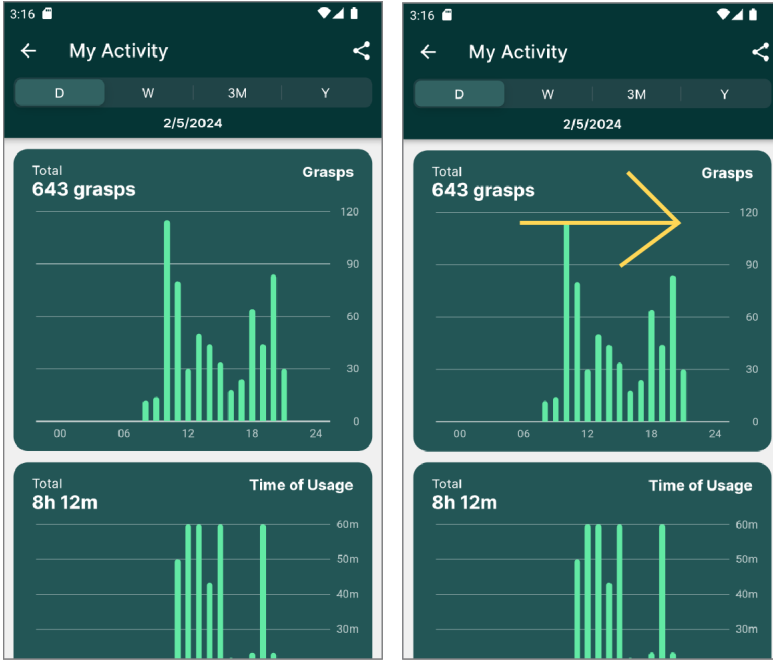 3:16
My Activity
D W 3M Y
2/5/2024
Total
Grasps
643 grasps
120
90
60
30
0
00 06 12 18 24
Total
Time of Usage
8h 12m
60m
50m
40m
30m
3:16
My Activity
D W 3M Y
2/5/2024
Total
Grasps
643 grasps
120
90
60
30
0
00 06 12 18 24
Total
Time of Usage
8h 12m
60m
50m
40m
30m